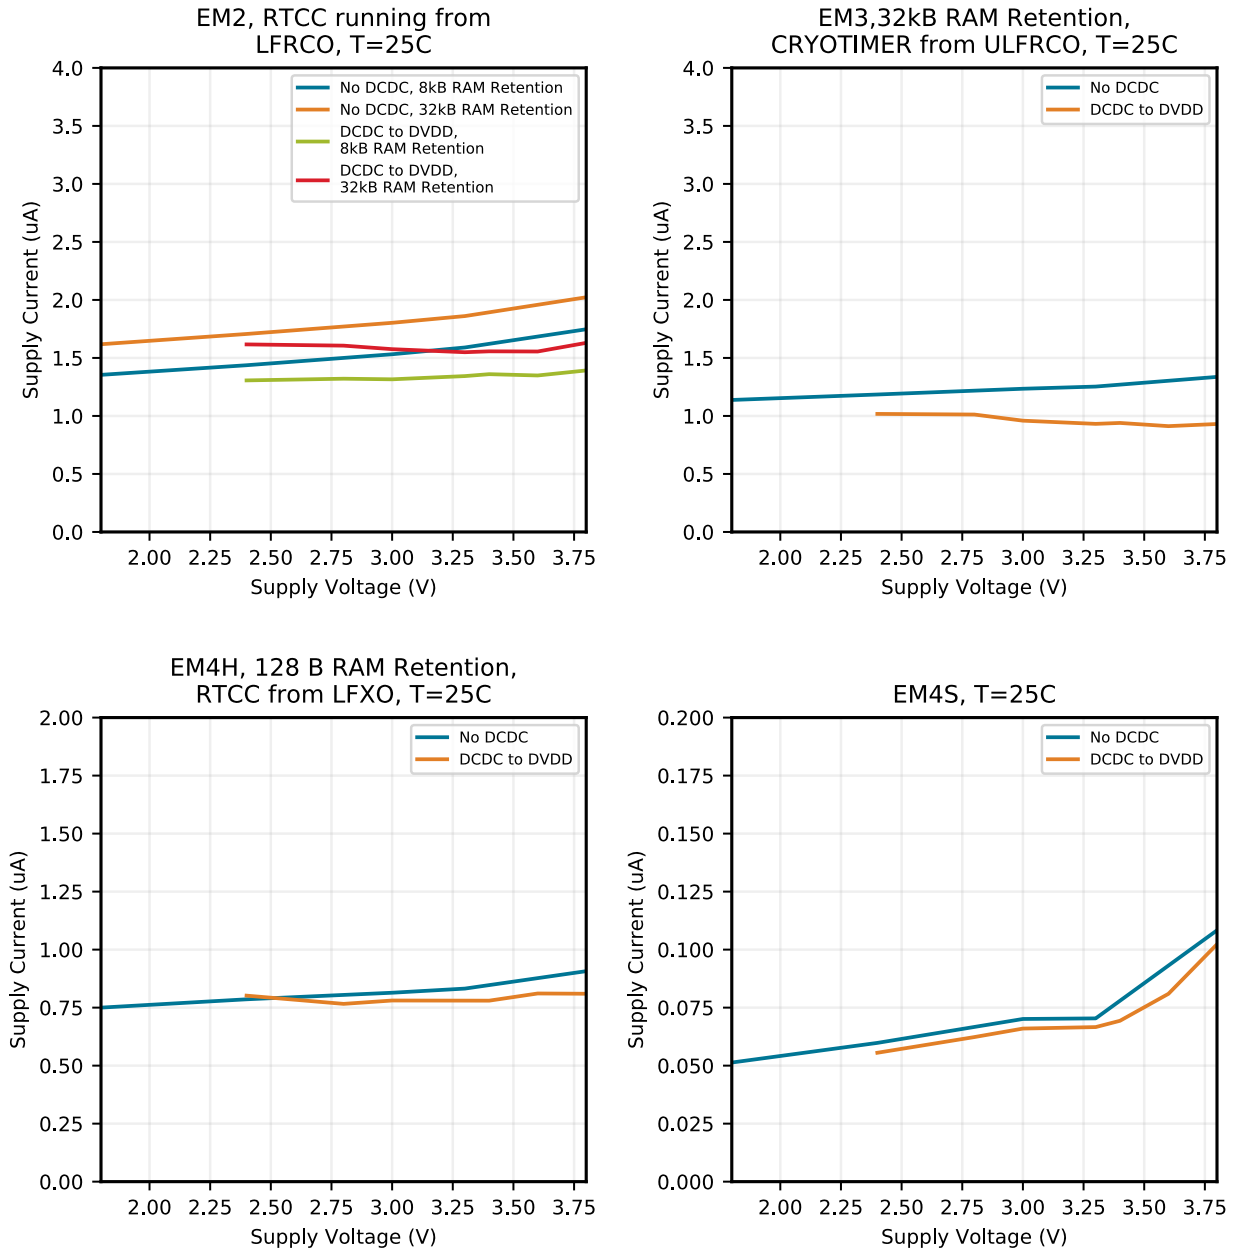 EM2, RTCC running from
LFRCO, T=25C
4.0
3.5
3.0
2.5
2.0
1.5
1.0
0.5
0.0
Supply Current (uA)
No DCDC, 8kB RAM Retention
No DCDC, 32kB RAM Retention
DCDC to DVDD,
8kB RAM Retention
DCDC to DVDD,
32kB RAM Retention
2.00 2.25 2.50 2.75 3.00 3.25 3.50 3.75
Supply Voltage (V)
EM3,32kB RAM Retention,
CRYOTIMER from ULFRCO, T=25C
4.0
3.5
3.0
2.5
2.0
1.5
1.0
0.5
0.0
Supply Current (uA)
No DCDC
DCDC to DVDD
2.00 2.25 2.50 2.75 3.00 3.25 3.50 3.75
Supply Voltage (V)
EM4H, 128 B RAM Retention,
RTCC from LFXO, T=25C
2.00
1.75
1.50
1.25
1.00
0.75
0.50
0.25
0.00
Supply Current (uA)
No DCDC
DCDC to DVDD
2.00 2.25 2.50 2.75 3.00 3.25 3.50 3.75
Supply Voltage (V)
EM4S, T=25C
0.200
0.175
0.150
0.125
0.100
0.075
0.050
0.025
0.000
Supply Current (uA)
No DCDC
DCDC to DVDD
2.00 2.25 2.50 2.75 3.00 3.25 3.50 3.75
Supply Voltage (V)